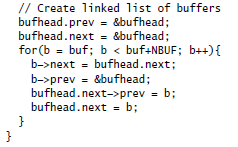 // Create linked list of buffers
bufhead.prev = &bufhead;
bufhead.next = &bufhead;
for(b = buf; b < buf+NBUF; b++){
b->next = bufhead.next;
b->prev = &bufhead;
bufhead.next->prev = b;
bufhead.next = b;
}
}